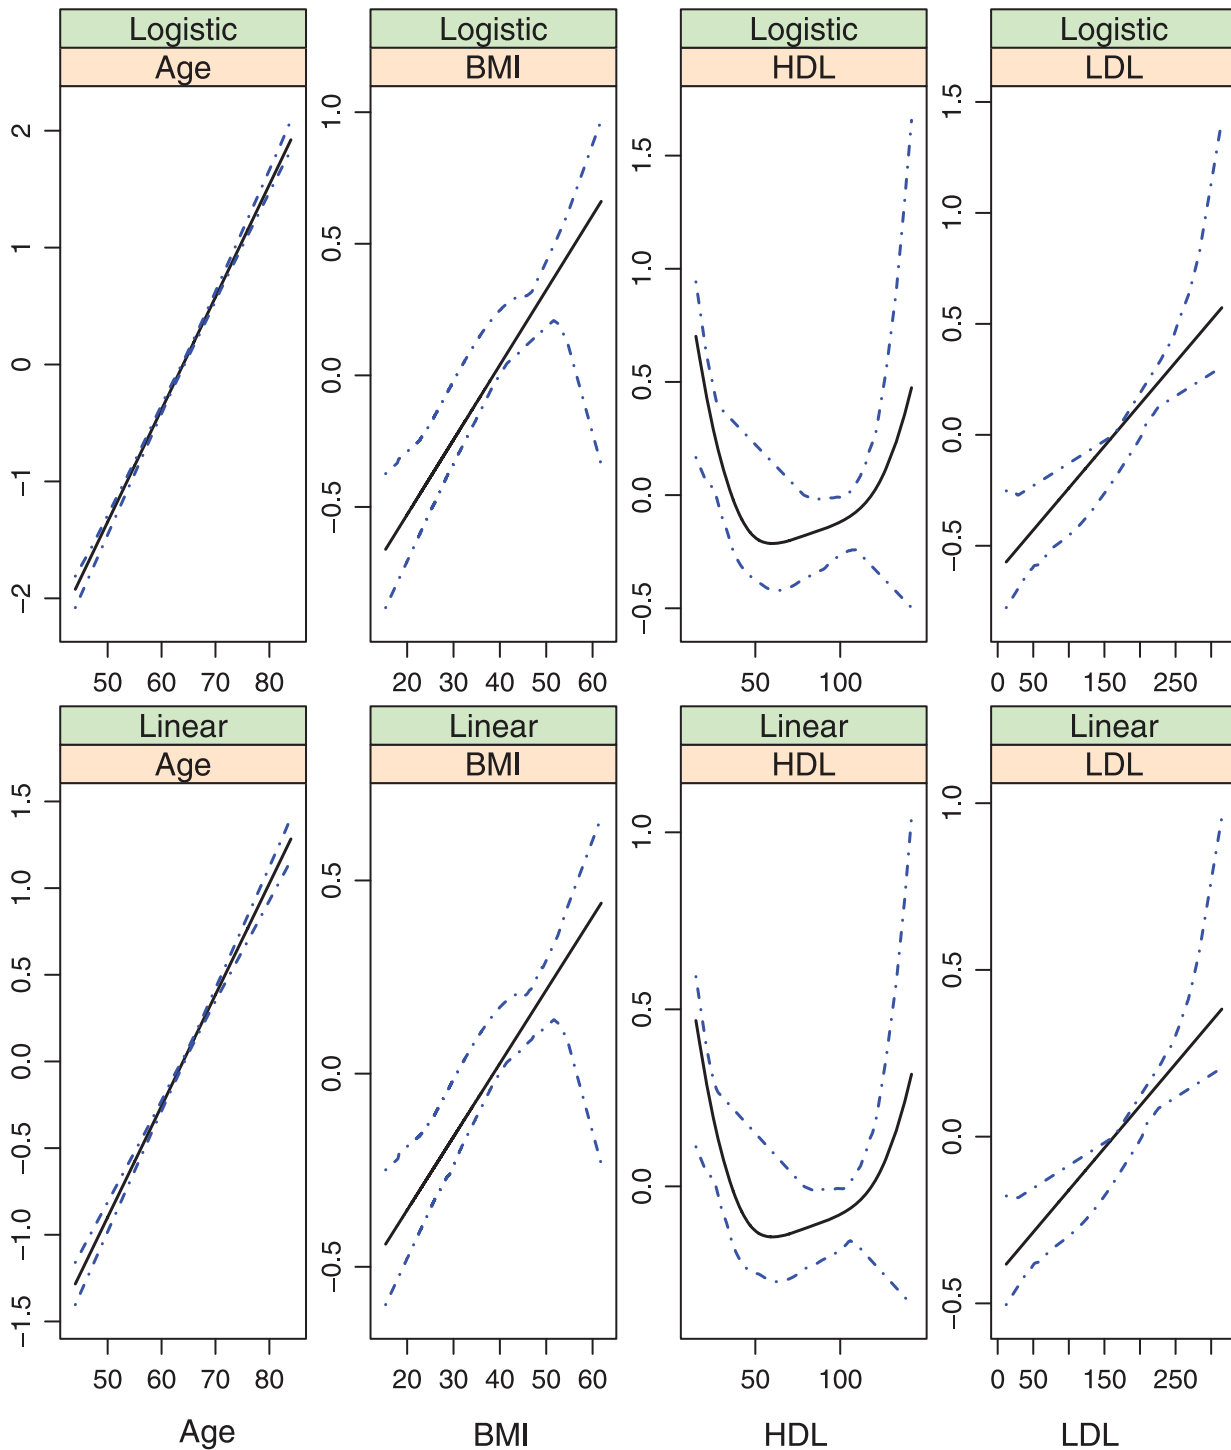 Logistic Logistic Logistic Logistic
Age BMI HDL LDL
2 1 0 −1 −2
1.0 0.5 0.0 −0.5
1.5 1.0 0.5 0.0 −0.5
1.5 1.0 0.5 0.0 −0.5
50 60 70 80 20 30 40 50 60 50 100 0 50 150 250
Linear Linear Linear Linear
Age BMI HDL LDL
1.5 1.0 0.5 0.0 −0.5 −1.0 −1.5
0.5 0.0 −0.5
1.0 0.5 0.0
1.0 0.5 0.0 −0.5
50 60 70 80 20 30 40 50 60 50 100 0 50 150 250
Age BMI HDL LDL